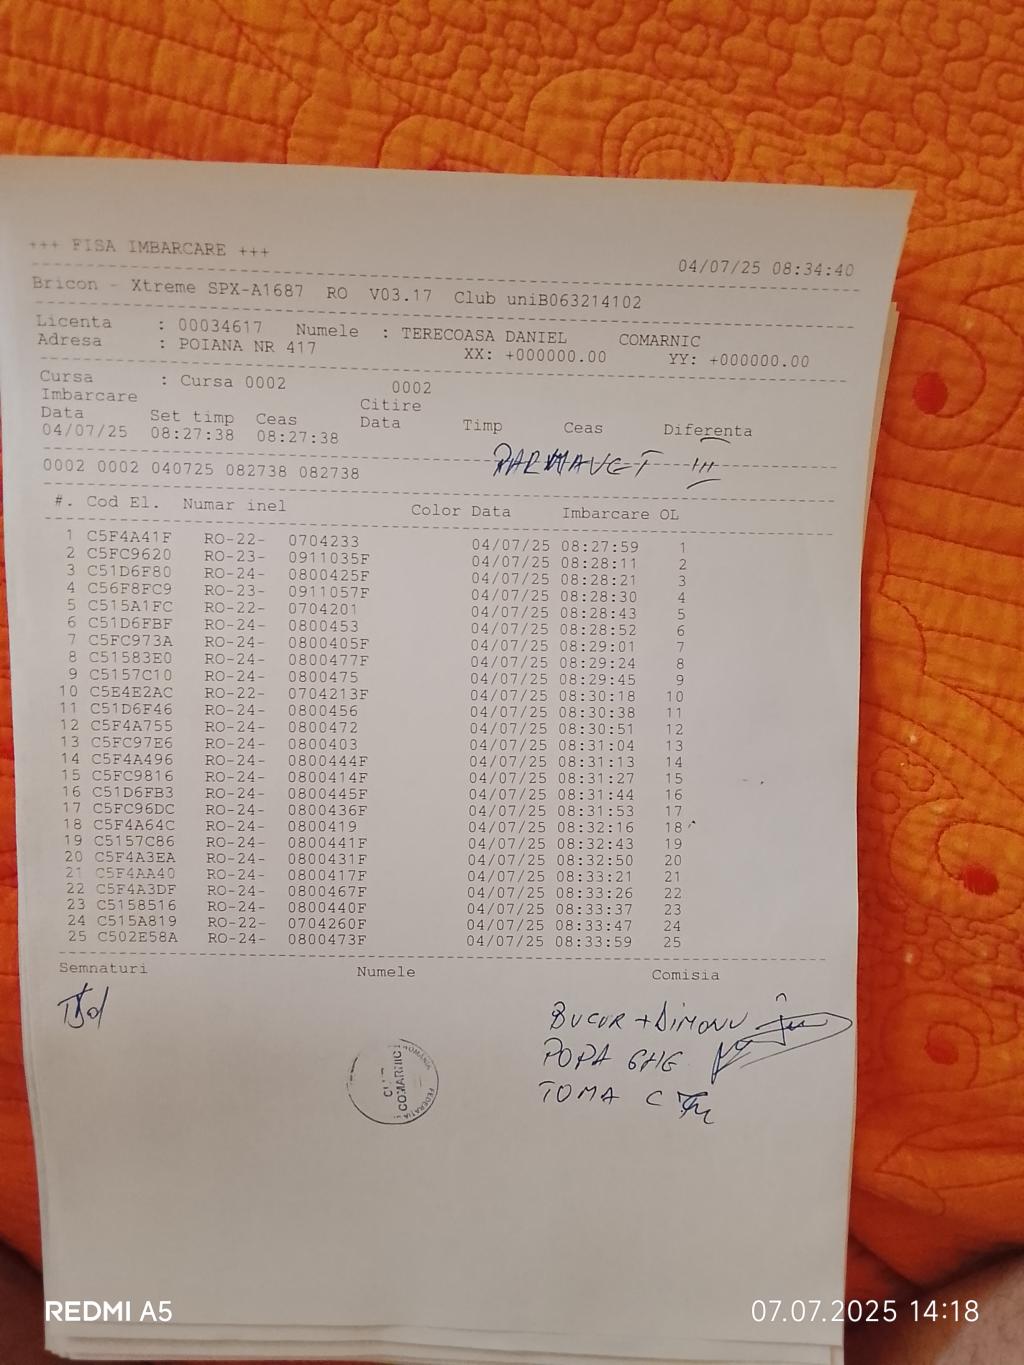 +++ FISA IMBARCARE +++
04/07/25 08:34:40
Bricon - Xtreme SPX-A1687 RO V03.17 Club uniB063214102
Licenta : 00034617 Numele : TERECOASA DANIEL COMARNIC
Adresa : POIANA NR 417 XX: +000000.00 YY: +000000.00
Cursa : Cursa 0002 0002
Imbarcare Citire
Data Set timp Ceas Data Timp Ceas Diferenta
04/07/25 08:27:38 08:27:38
0002 0002 040725 082738 082738
#. Cod El. Numar inel Color Data Imbarcare OL
1 C5F4A41F RO-22- 0704233 04/07/25 08:27:59 1
2 C5FC9620 RO-23- 0911035F 04/07/25 08:28:11 2
3 C51D6F80 RO-24- 0800425F 04/07/25 08:28:21 3
4 C56F8FC9 RO-23- 0911057F 04/07/25 08:28:30 4
5 C515A1FC RO-22- 0704201 04/07/25 08:28:43 5
6 C51D6FBF RO-24- 0800453 04/07/25 08:28:52 6
7 C5FC973A RO-24- 0800405F 04/07/25 08:29:01 7
8 C51583E0 RO-24- 0800477F 04/07/25 08:29:24 8
9 C5157C10 RO-24- 0800475 04/07/25 08:29:45 9
10 C5E4E2AC RO-22- 0704213F 04/07/25 08:30:18 10
11 C51D6F46 RO-24- 0800456 04/07/25 08:30:38 11
12 C5F4A755 RO-24- 0800472 04/07/25 08:30:51 12
13 C5FC97E6 RO-24- 0800403 04/07/25 08:31:04 13
14 C5F4A496 RO-24- 0800444F 04/07/25 08:31:13 14
15 C5FC9816 RO-24- 0800414F 04/07/25 08:31:27 15
16 C51D6FB3 RO-24- 0800445F 04/07/25 08:31:44 16
17 C5FC96DC RO-24- 0800436F 04/07/25 08:31:53 17
18 C5F4A64C RO-24- 0800419 04/07/25 08:32:16 18
19 C5157C86 RO-24- 0800441F 04/07/25 08:32:43 19
20 C5F4A3EA RO-24- 0800431F 04/07/25 08:32:50 20
21 C5F4AA40 RO-24- 0800417F 04/07/25 08:33:21 21
22 C5F4A3DF RO-24- 0800467F 04/07/25 08:33:26 22
23 C5158516 RO-24- 0800440F 04/07/25 08:33:37 23
24 C515A819 RO-22- 0704260F 04/07/25 08:33:47 24
25 C502E58A RO-24- 0800473F 04/07/25 08:33:59 25
Semnaturi Numele Comisia
BUCUR
POPA GHE
TOMA C
ROMÂNIA
COMARNIC
FEDERATIA
REDMI A5
07.07.2025 14:18